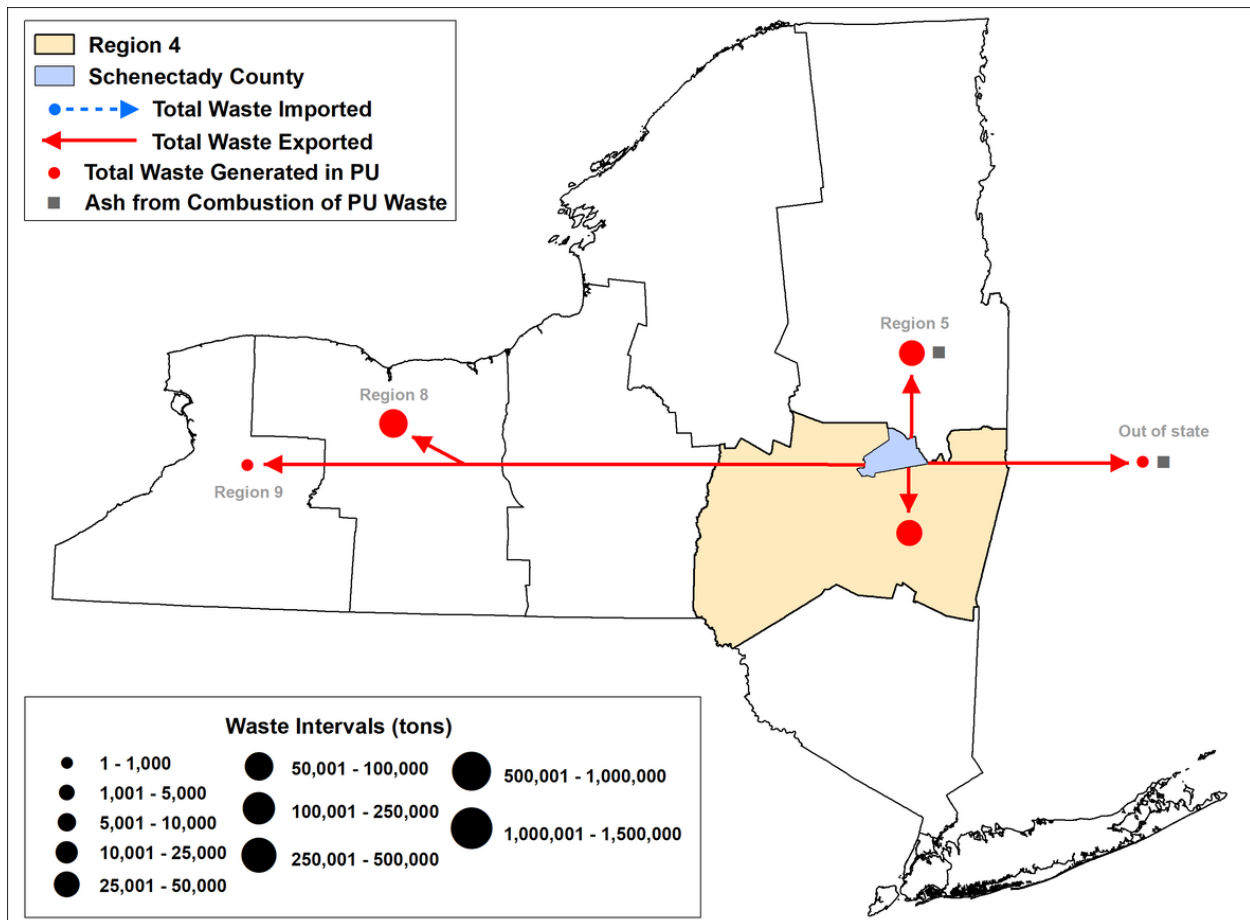 Region 4
Schenectady County
Total Waste Imported
Total Waste Exported
Total Waste Generated in PU
Ash from Combustion of PU Waste
Region 5
Region 8
Out of state
Region 9
Waste Intervals (tons)
1 - 1,000
1,001 - 5,000
5,001 - 10,000
10,001 - 25,000
25,001 - 50,000
50,001 - 100,000
100,001 - 250,000
250,001 - 500,000
500,001 - 1,000,000
1,000,001 - 1,500,000